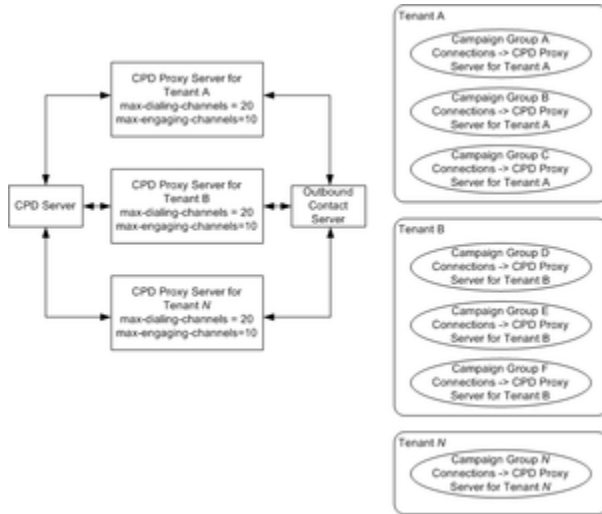 CPD Proxy Server for
Tenant A
max-dialing-channels = 20
max-engaging-channels=10
CPD Server
CPD Proxy Server for
Tenant B
max-dialing-channels = 20
max-engaging-channels=10
Outbound
Contact
Server
CPD Proxy Server for
Tenant N
max-dialing-channels = 20
max-engaging-channels=10
Tenant A
Campaign Group A
Connections -> CPD Proxy
Server for Tenant A
Campaign Group B
Connections -> CPD Proxy
Server for Tenant A
Campaign Group C
Connections -> CPD Proxy
Server for Tenant A
Tenant B
Campaign Group D
Connections -> CPD Proxy
Server for Tenant B
Campaign Group E
Connections -> CPD Proxy
Server for Tenant B
Campaign Group F
Connections -> CPD Proxy
Server for Tenant B
Tenant N
Campaign Group N
Connections -> CPD Proxy
Server for Tenant N